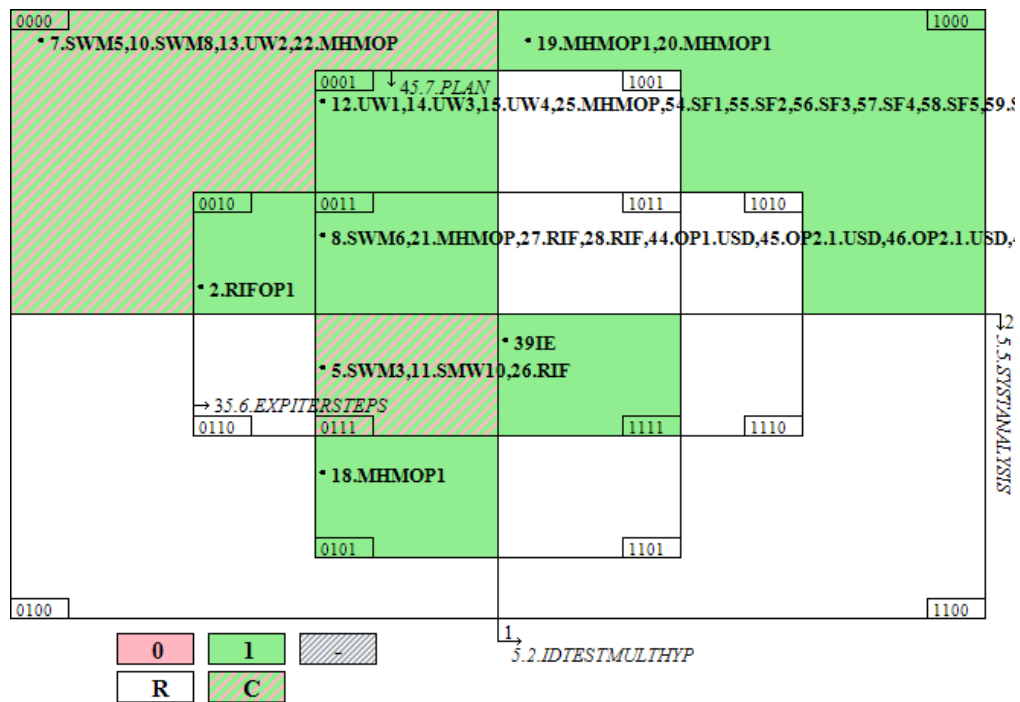 0000 1000
7.SWM5,10.SWM8,13.UW2,22.MHMOP 19.MHMOP1,20.MHMOP1
0001 45.7.PLAN 1001
12.UW1,14.UW3,15.UW4,25.MHMOP,54.SF1,55.SF2,56.SF3,57.SF4,58.SF5,59.S
0010 0011 1011 1010
8.SWM6,21.MHMOP,27.RIF,28.RIF,44.OP1.USD,45.OP2.1.USD,46.OP2.1.USD,4
2.RIFOP1
2
5.5.SYSTANALYSIS
39IE
5.SWM3,11.SMW10,26.RIF
35.6.EXPITERSTEPS
0110 0111 1111 1110
18.MHMOP1
0101 1101
0100 1100
1
5.2.IDTESTMULTHYP
0 1 -
R C